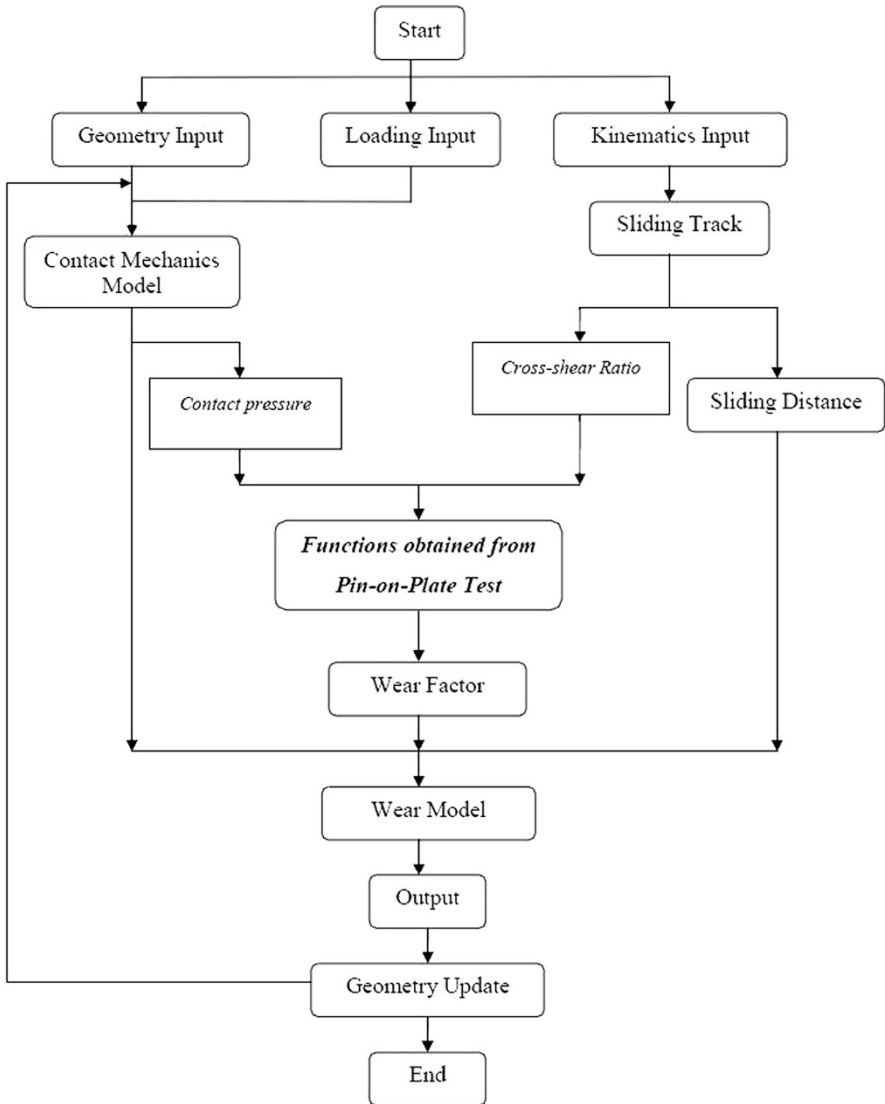 Start
Geometry Input
Loading Input
Kinematics Input
Sliding Track
Contact Mechanics
Model
Cross-shear Ratio
Contact pressure
Sliding Distance
Functions obtained from
Pin-on-Plate Test
Wear Factor
Wear Model
Output
Geometry Update
End